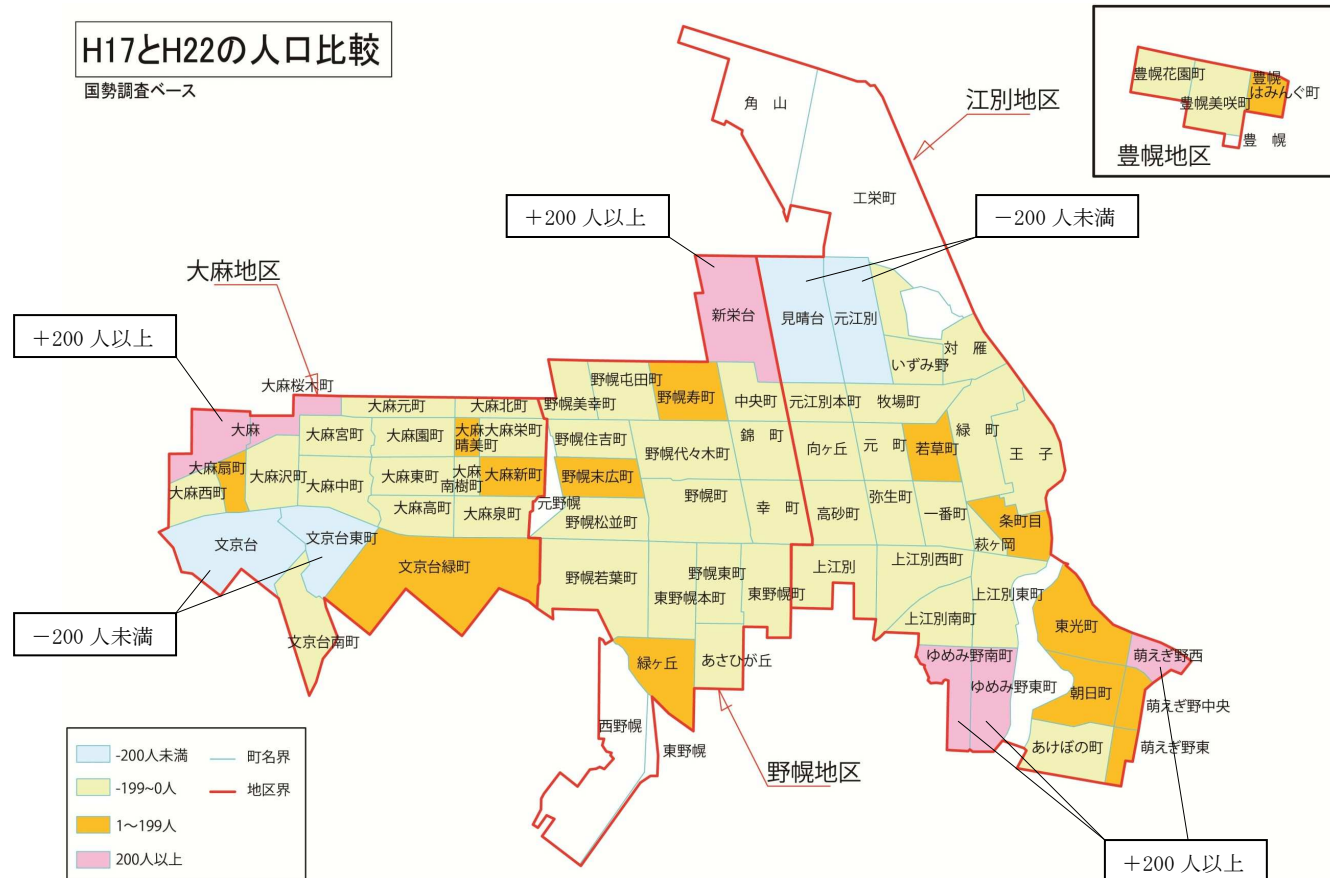 H17とH22の人口比較
国勢調査ベース
角 山
江別地区
豊幌花園町
豊幌美咲町
豊幌
はみんぐ町
豊 幌
豊幌地区
工栄町
+200 人以上
-200 人未満
大麻地区
+200 人以上
新栄台
見晴台
元江別
対 雁
いずみ野
大麻桜木町
大麻元町
大麻北町
野幌美幸町
野幌屯田町
野幌寿町
中央町
元江別本町
牧場町
大麻
大麻宮町
大麻園町
大麻
晴美町
大麻栄町
野幌住吉町
野幌代々木町
錦 町
向ヶ丘
元 町
若草町
緑 町
王 子
大麻扇町
大麻西町
大麻沢町
大麻中町
大麻東町
大麻
南樹町
大麻新町
野幌末広町
野幌町
幸 町
高砂町
弥生町
一番町
条町目
萩ヶ岡
大麻高町
大麻泉町
元野幌
野幌松並町
文京台
文京台東町
文京台緑町
野幌若葉町
野幌東町
東野幌本町
東野幌町
上江別
上江別西町
上江別東町
上江別南町
東光町
-200 人未満
文京台南町
緑ヶ丘
あさひが丘
ゆめみ野南町
ゆめみ野東町
朝日町
萌えぎ野西
萌えぎ野中央
西野幌
東野幌
野幌地区
あけぼの町
萌えぎ野東
-200人未満
町名界
-199~0人
地区界
1~199人
200人以上
+200 人以上